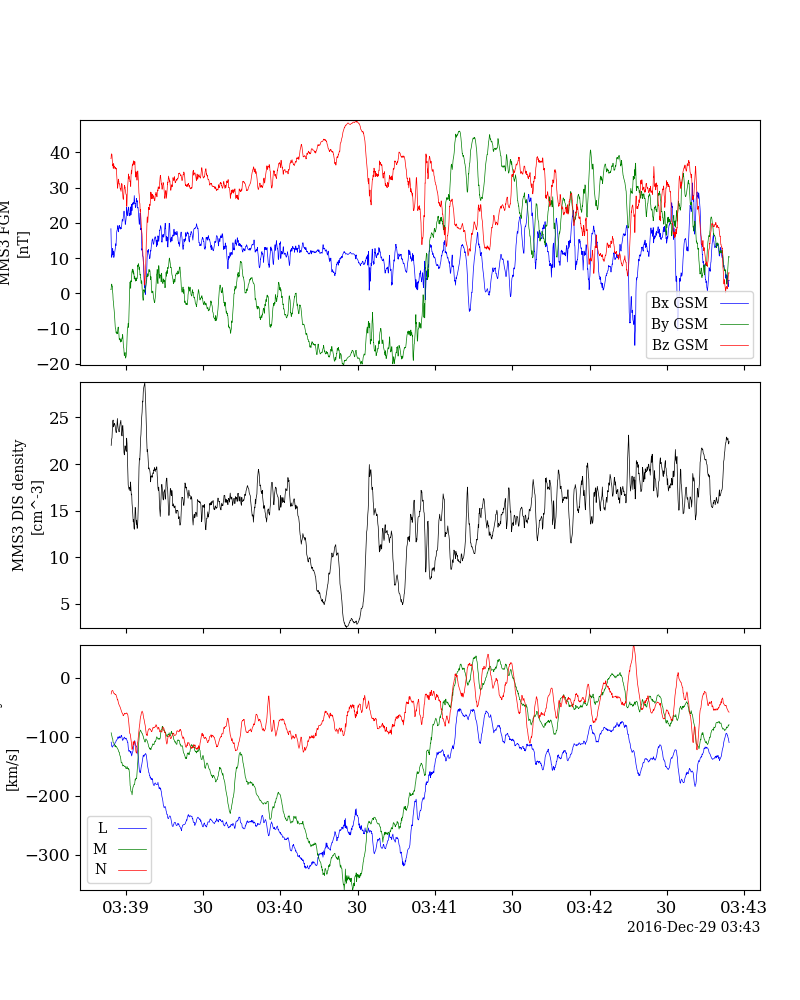 40
30
20
10
0
−10
−20
MMS3 FGM
[nT]
Bx GSM
By GSM
Bz GSM
25
20
15
10
5
MMS3 DIS density
[cm^-3]
0
−100
−200
−300
[km/s]
L
M
N
03:39 30 03:40 30 03:41 30 03:42 30 03:43
2016-Dec-29 03:43